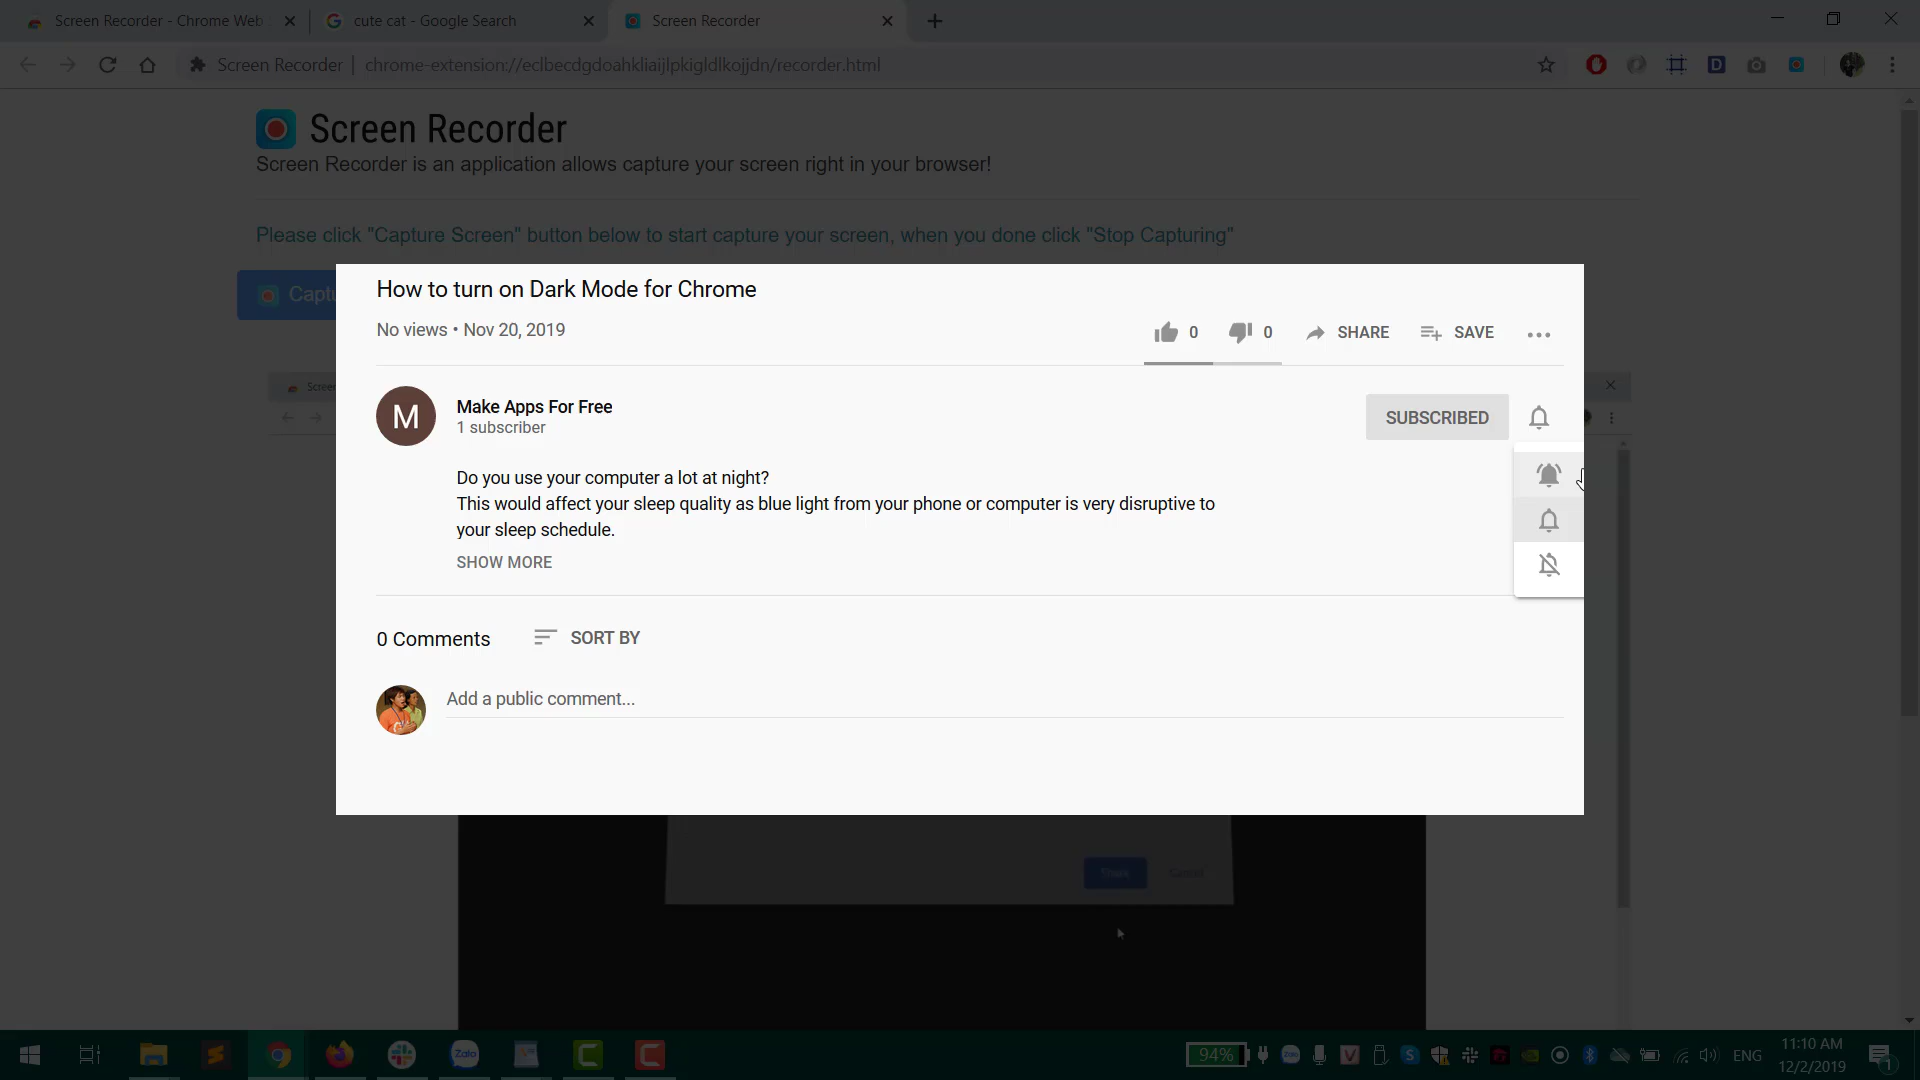 Screen Recorder - Chrome Web
cute cat - Google Search
Screen Recorder
Screen Recorder | chrome-extension://eclbecdgdoahkliaijlpkigldlkojjdn/recorder.html
Screen Recorder
Screen Recorder is an application allows capture your screen right in your browser!
Please click "Capture Screen" button below to start capture your screen, when you done click "Stop Capturing"
Captu
How to turn on Dark Mode for Chrome
No views • Nov 20, 2019
0
0
SHARE
SAVE
Screen
M
Make Apps For Free
1 subscriber
SUBSCRIBED
Do you use your computer a lot at night?
This would affect your sleep quality as blue light from your phone or computer is very disruptive to
your sleep schedule.
SHOW MORE
0 Comments
SORT BY
Add a public comment...
Share
Cancel
Zalo
94%
ENG
11:10 AM
12/2/2019
1